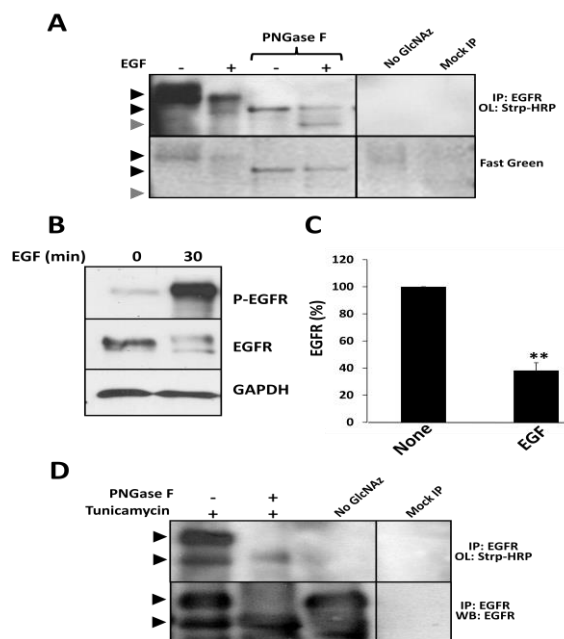 A
PNGase F
EGF - + - + No GlcNAz Mock IP
IP: EGFR
OL: Strp-HRP
Fast Green
B
EGF (min) 0 30
P-EGFR
EGFR
GAPDH
C
EGFR (%)
120
100
80
60
40
20
0
**
None EGF
D
PNGase F - +
Tunicamycin + + No GlcNAz Mock IP
IP: EGFR
OL: Strp-HRP
IP: EGFR
WB: EGFR